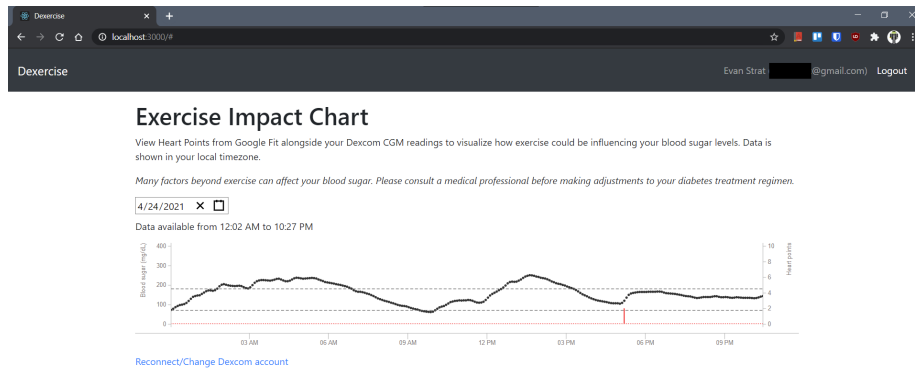 Dexercise
localhost:3000/#
Dexercise
Evan Strat
@gmail.com)
Logout
Exercise Impact Chart
View Heart Points from Google Fit alongside your Dexcom CGM readings to visualize how exercise could be influencing your blood sugar levels. Data is
shown in your local timezone.
Many factors beyond exercise can affect your blood sugar. Please consult a medical professional before making adjustments to your diabetes treatment regimen.
4/24/2021
Data available from 12:02 AM to 10:27 PM
Blood sugar (mg/dL)
400
300
200
100
0
10
8
6
4
2
0
Heart points
03 AM 06 AM 09 AM 12 PM 03 PM 06 PM 09 PM
Reconnect/Change Dexcom account